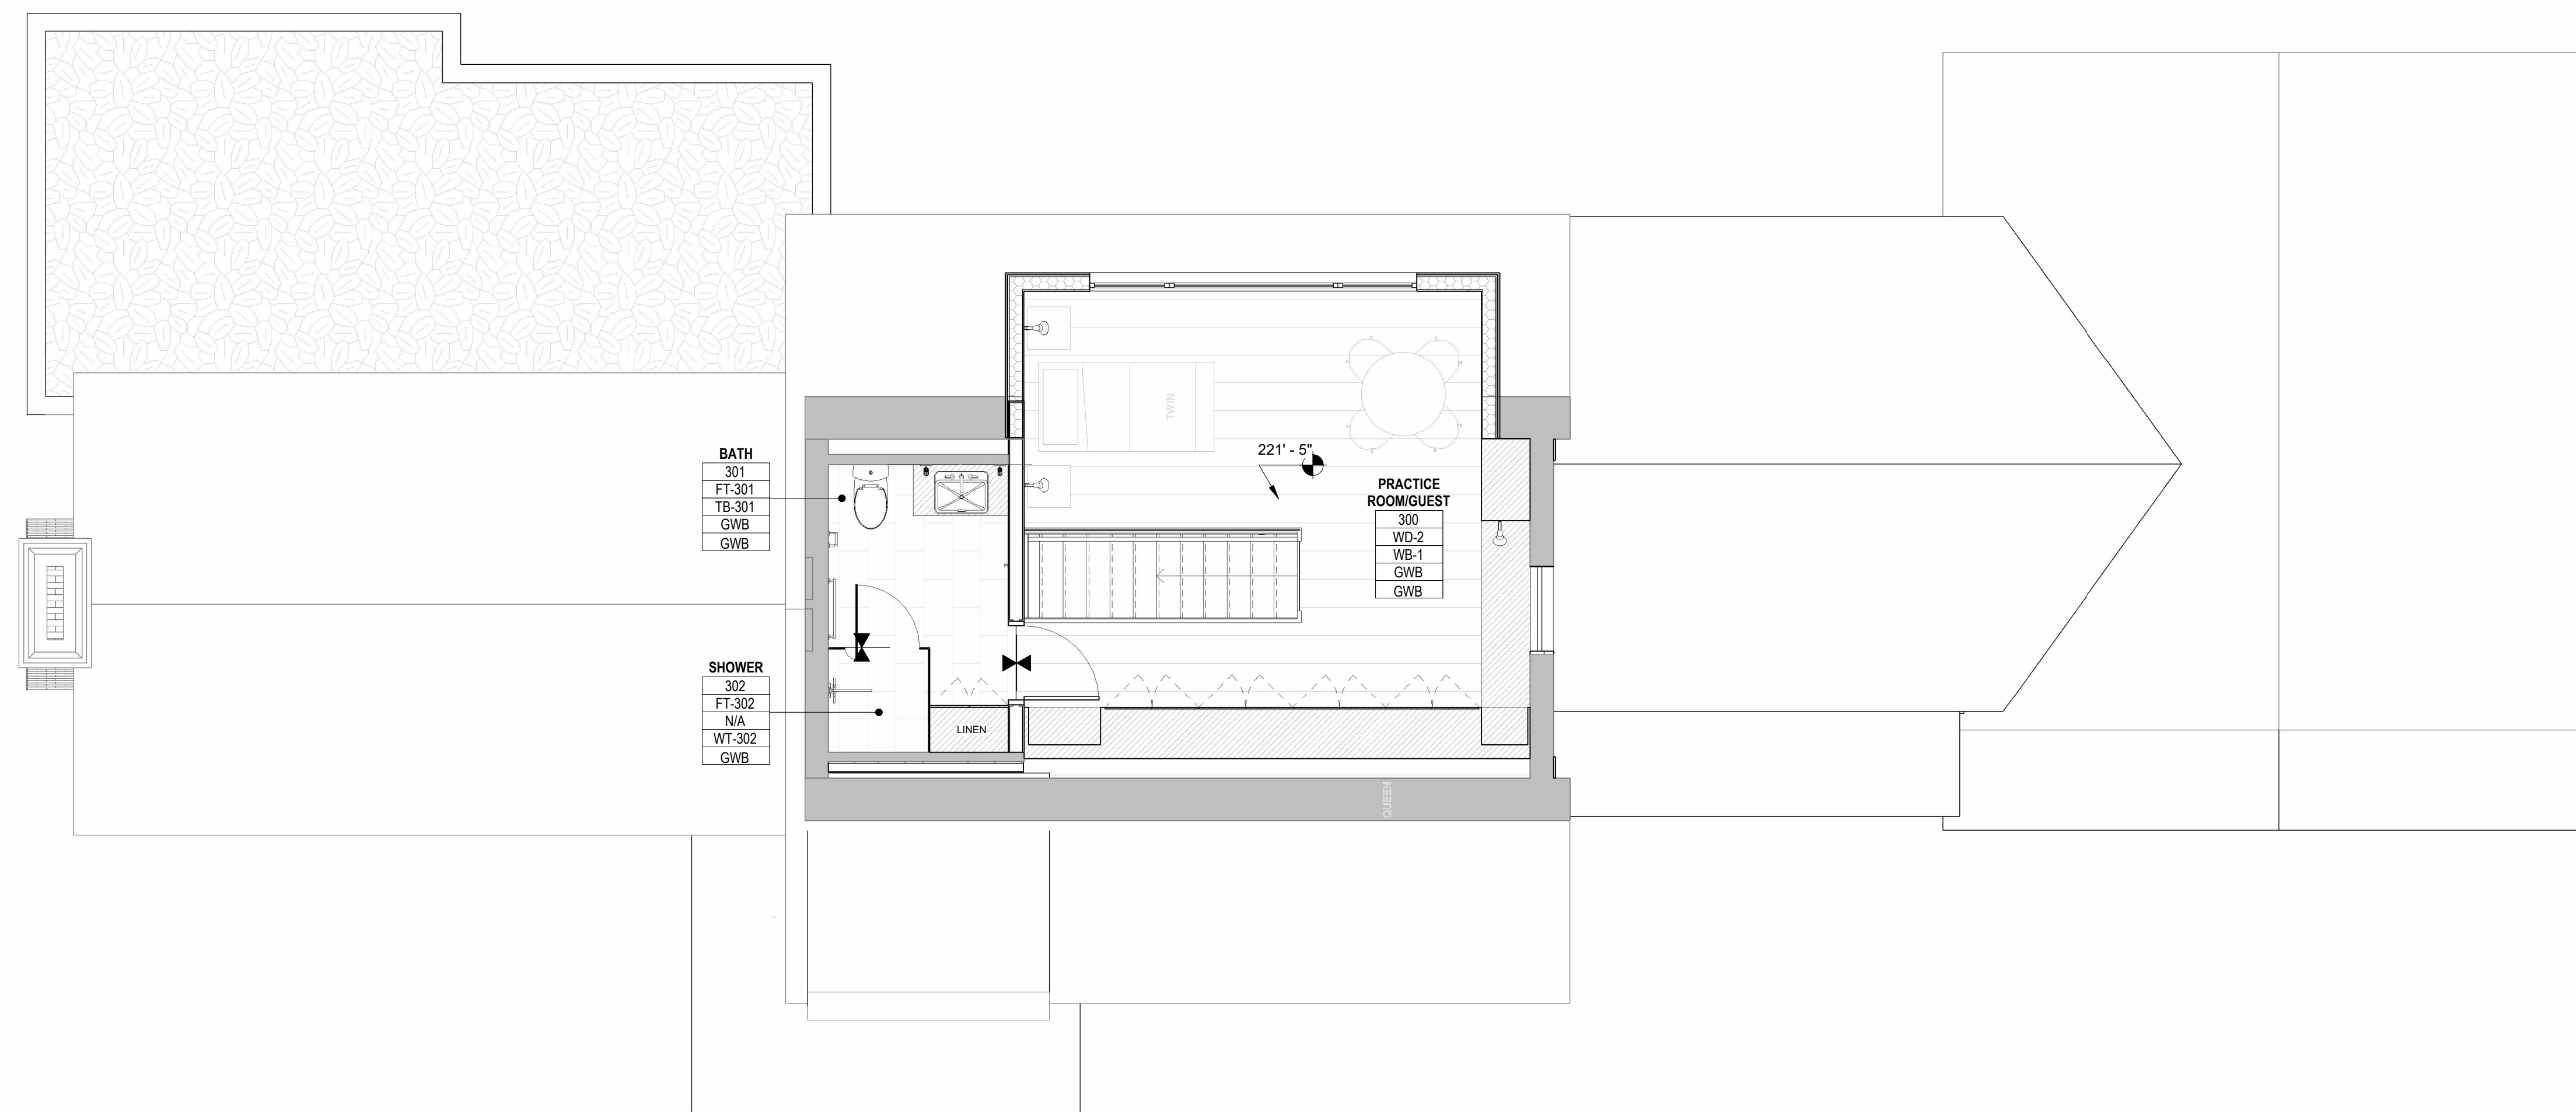 BATH
301
FT-301
TB-301
GWB
GWB
TWIN
221' - 5"
PRACTICE
ROOM/GUEST
300
WD-2
WB-1
GWB
GWB
SHOWER
302
FT-302
N/A
WT-302
GWB
LINEN
QUEEN